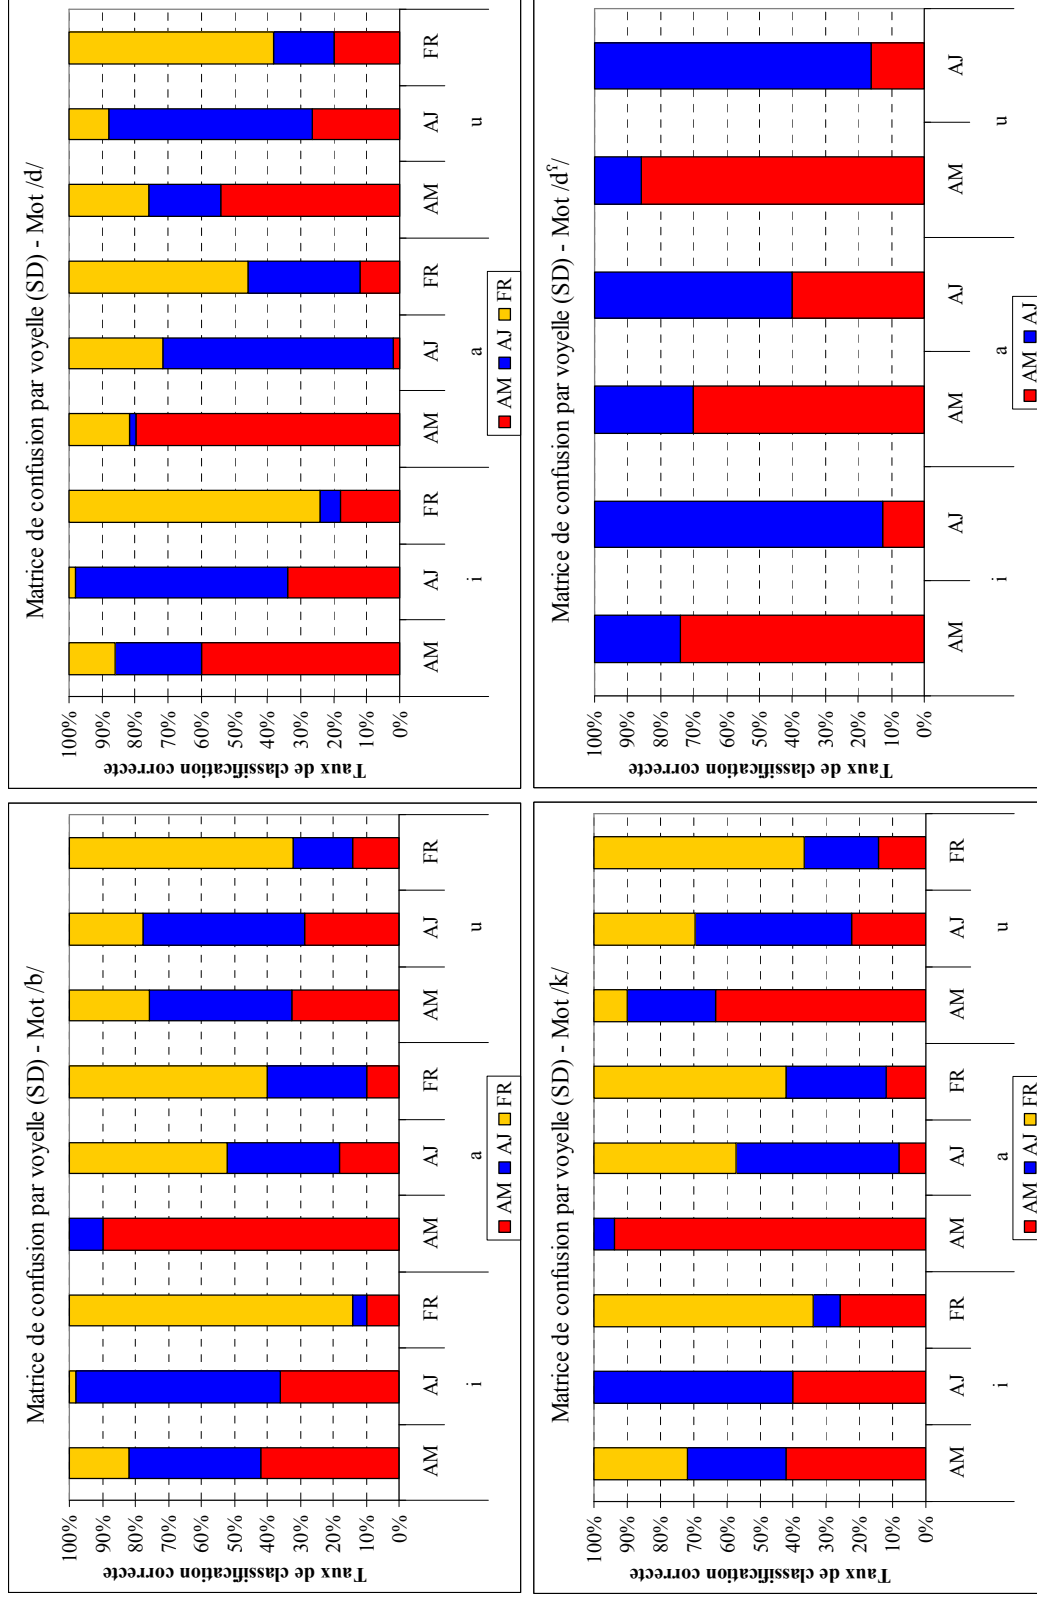 Matrice de confusion par voyelle (SD) - Mot /b/
Taux de classification correcte
100%
90%
80%
70%
60%
50%
40%
30%
20%
10%
0%
AM AJ FR AM AJ FR AM AJ FR
i a u
AM AJ FR
Matrice de confusion par voyelle (SD) - Mot /d/
Taux de classification correcte
100%
90%
80%
70%
60%
50%
40%
30%
20%
10%
0%
AM AJ FR AM AJ FR AM AJ FR
i a u
AM AJ FR
Matrice de confusion par voyelle (SD) - Mot /k/
Taux de classification correcte
100%
90%
80%
70%
60%
50%
40%
30%
20%
10%
0%
AM AJ FR AM AJ FR AM AJ FR
i a u
AM AJ FR
Matrice de confusion par voyelle (SD) - Mot /dˤ/
Taux de classification correcte
100%
90%
80%
70%
60%
50%
40%
30%
20%
10%
0%
AM AJ AM AJ AM AJ
i a u
AM AJ